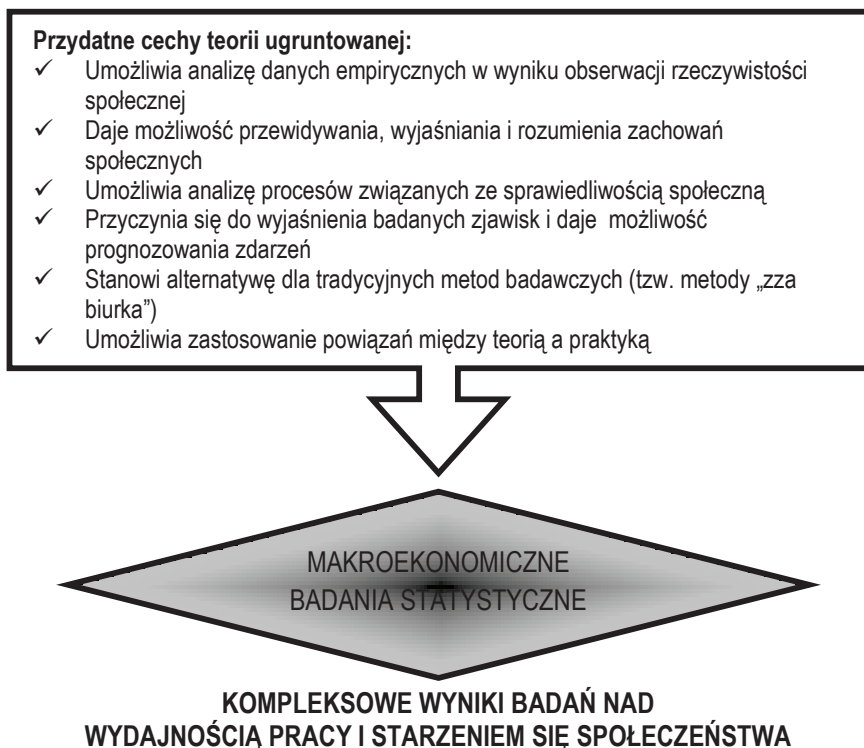 Przydatne cechy teorii ugruntowanej:
✓ Umożliwia analizę danych empirycznych w wyniku obserwacji rzeczywistości
społecznej
✓ Daje możliwość przewidywania, wyjaśniania i rozumienia zachowań
społecznych
✓ Umożliwia analizę procesów związanych ze sprawiedliwością społeczną
✓ Przyczynia się do wyjaśnienia badanych zjawisk i daje możliwość
prognozowania zdarzeń
✓ Stanowi alternatywę dla tradycyjnych metod badawczych (tzw. metody „zza
biurka”)
✓ Umożliwia zastosowanie powiązań między teorią a praktyką
MAKROEKONOMICZNE
BADANIA STATYSTYCZNE
KOMPLEKSOWE WYNIKI BADAŃ NAD
WYDAJNOŚCIĄ PRACY I STARZENIEM SIĘ SPOŁECZEŃSTWA